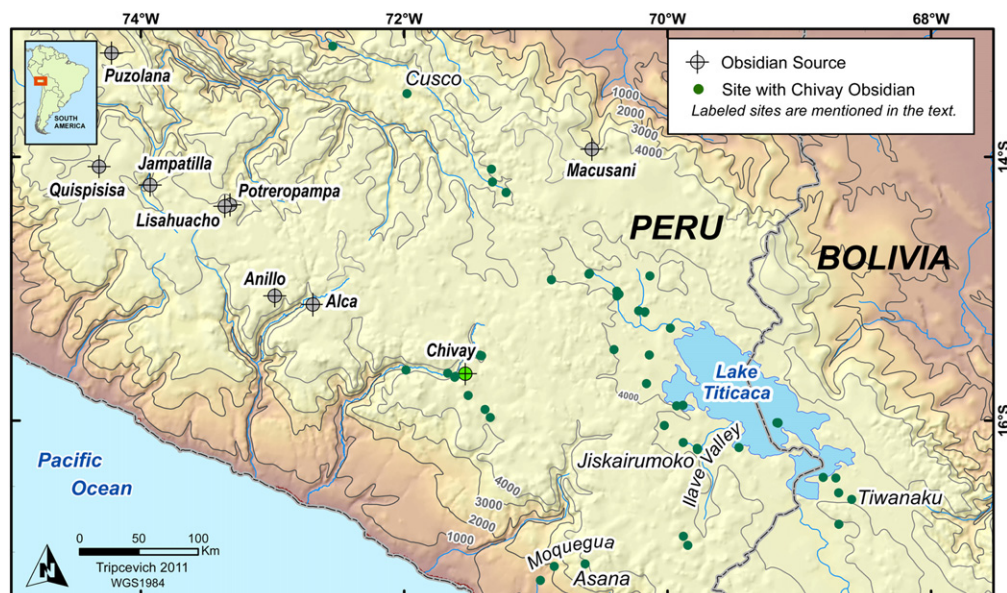 74°W
72°W
70°W
68°W
SOUTH
AMERICA
Puzolana
Cusco
Obsidian Source
Site with Chivay Obsidian
Labeled sites are mentioned in the text.
1000
2000
3000
4000
14°S
Jampatilla
Quispisisa
Potreropampa
Lisahuacho
Macusani
PERU
BOLIVIA
Anillo
Alca
Chivay
Lake
Titicaca
4000
16°S
Pacific
Ocean
Jiskairumoko
Ilave Valley
Tiwanaku
4000
3000
2000
1000
Moquegua
Asana
N
0 50 100
Km
Tripcevich 2011
WGS1984